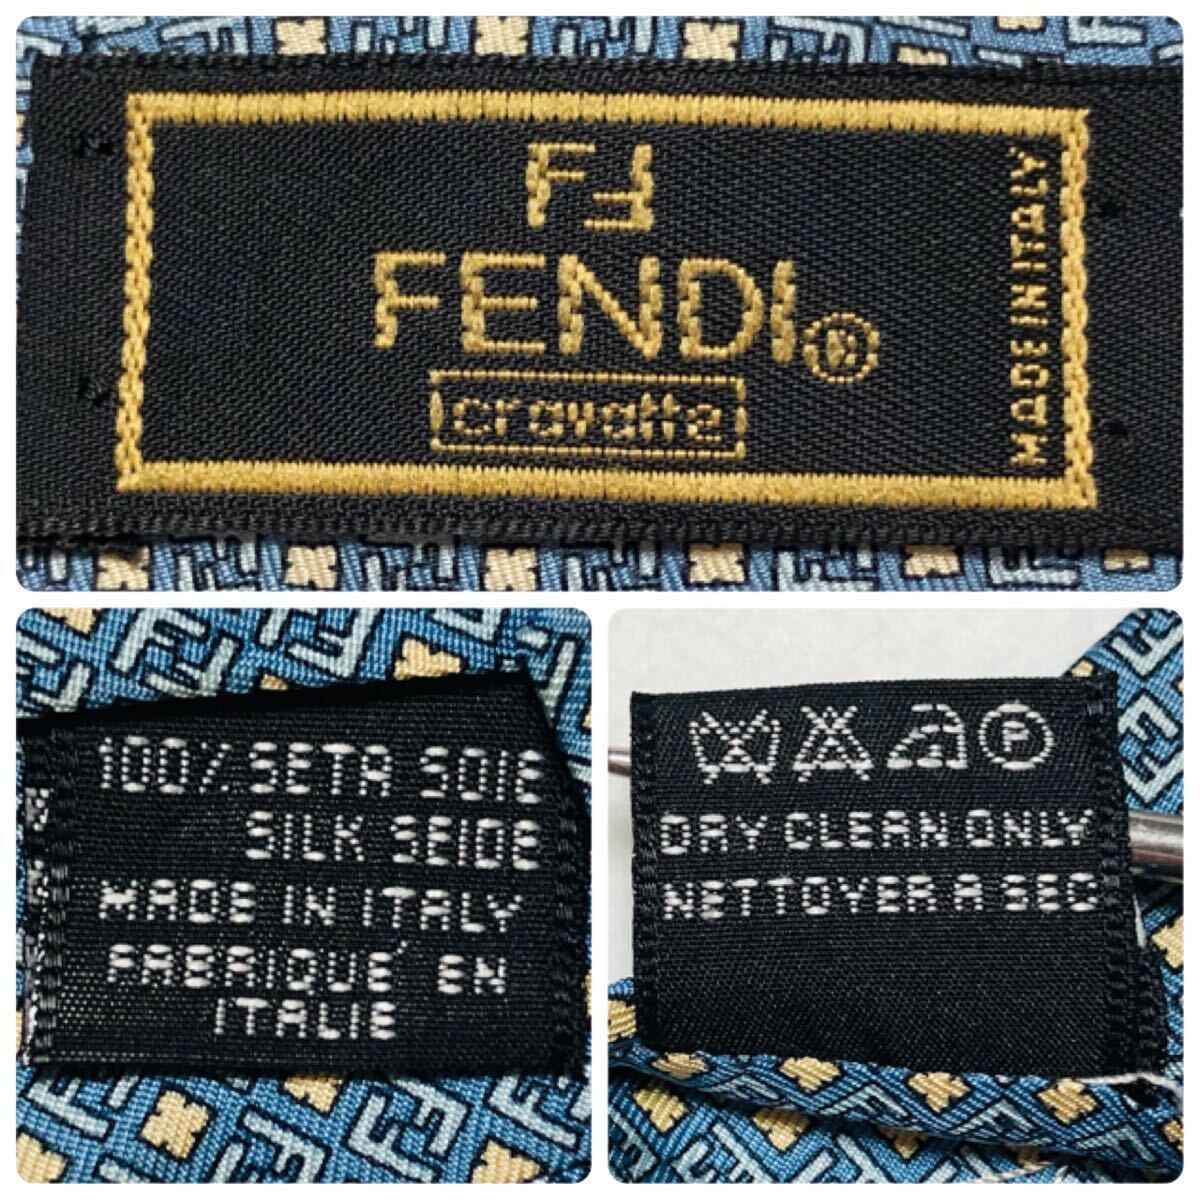 FF
FENDI®
cravatte
MADE IN ITALY
100% SETA SOIE
SILK SEIDE
MADE IN ITALY
FABRIQUE' EN
ITALIE
P
DRY CLEAN ONLY
NETTOYER A SEC